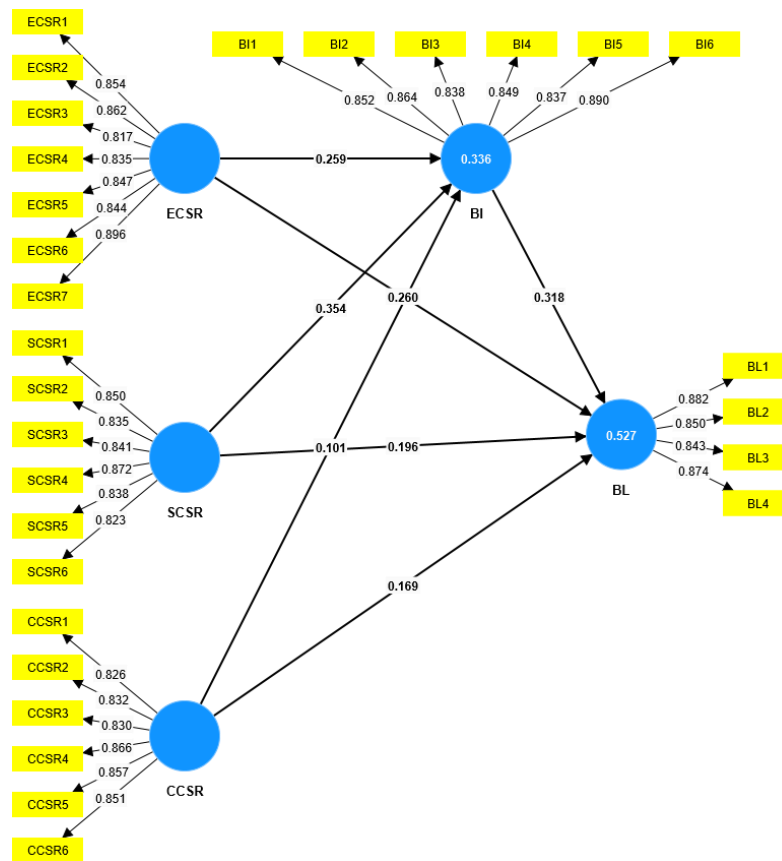 ECSR1
ECSR2
ECSR3
ECSR4
ECSR5
ECSR6
ECSR7
0.854
0.862
0.817
0.835
0.847
0.844
0.896
ECSR
BI1
BI2
BI3
BI4
BI5
BI6
0.852
0.864
0.838
0.849
0.837
0.890
0.336
BI
0.259
0.260
0.354
0.318
SCSR1
SCSR2
SCSR3
SCSR4
SCSR5
SCSR6
0.850
0.835
0.841
0.872
0.838
0.823
SCSR
0.101
0.196
0.527
BL
0.882
0.850
0.843
0.874
BL1
BL2
BL3
BL4
0.169
CCSR1
CCSR2
CCSR3
CCSR4
CCSR5
CCSR6
0.826
0.832
0.830
0.866
0.857
0.851
CCSR